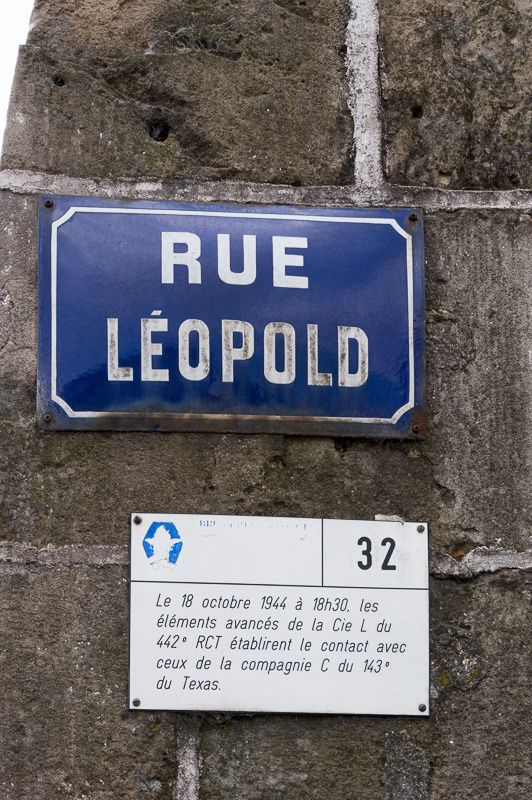 RUE
LÉOPOLD
32
Le 18 octobre 1944 à 18h30, les
éléments avancés de la Cie L du
442° RCT établirent le contact avec
ceux de la compagnie C du 143°
du Texas.